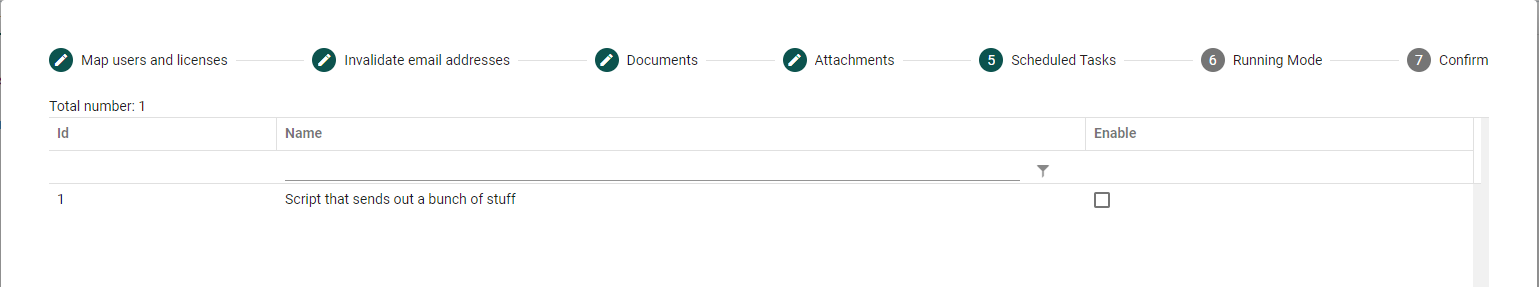 Map users and licenses
Invalidate email addresses
Documents
Attachments
5 Scheduled Tasks
6 Running Mode
7 Confirm
Total number: 1
Id Name Enable
1 Script that sends out a bunch of stuff